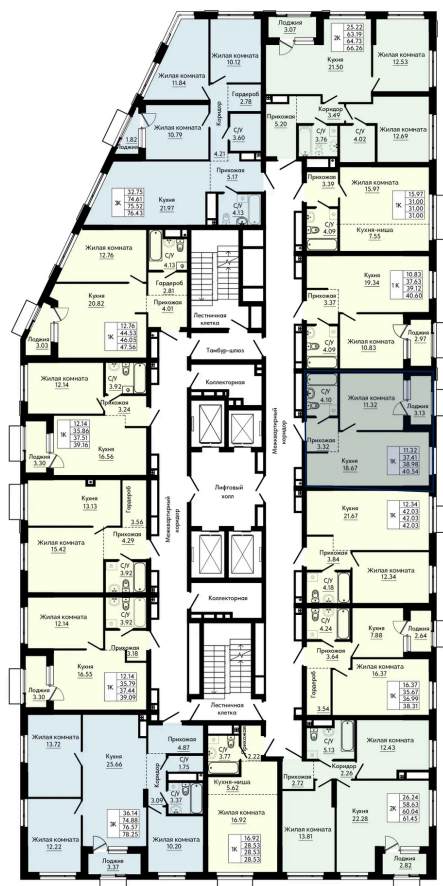 Лоджия
3.07
2К
25.22
63.19
64.73
66.26
Жилая комната
10.12
Кухня
21.50
Жилая комната
12.53
Жилая комната
11.84
Гардероб
2.78
Коридор
3.49
Прихожая
5.20
С/У
3.76
С/У
4.02
Жилая комната
12.69
Жилая комната
10.79
1.82
Лоджия
Коридор
4.21
С/У
3.60
Прихожая
5.17
3К
32.75
74.61
75.52
76.43
Кухня
21.97
С/У
4.13
Прихожая
3.39
Жилая комната
15.97
1К
15.97
31.00
31.00
31.00
С/У
4.09
Кухня-ниша
7.55
Жилая комната
12.76
С/У
4.13
Гардероб
2.81
Кухня
20.82
Прихожая
4.01
Лестничная
клетка
1К
12.76
44.53
46.05
47.56
Лоджия
3.03
Кухня
19.34
1К
10.83
37.63
39.12
40.60
Прихожая
3.37
Лоджия
2.97
С/У
4.09
Жилая комната
10.83
Тамбур-шлюз
Коллекторная
Жилая комната
12.14
С/У
3.92
Прихожая
3.24
1К
12.14
35.86
37.51
39.16
Лоджия
3.30
Кухня
16.56
С/У
4.10
Жилая комната
11.32
Лоджия
3.13
Прихожая
3.32
Кухня
18.67
1К
11.32
37.41
38.98
40.54
Межквартирный
коридор
Лифтовый
холл
Межквартирный
коридор
Кухня
13.13
Гардероб
3.56
Прихожая
4.29
Жилая комната
15.42
С/У
3.92
Кухня
21.67
1К
12.34
42.03
42.03
42.03
Прихожая
3.84
С/У
4.18
Жилая комната
12.34
Коллекторная
Жилая комната
12.14
С/У
3.92
Прихожая
3.18
Кухня
16.55
1К
12.14
35.79
37.44
39.09
Лоджия
3.30
С/У
4.24
Кухня
7.88
Лоджия
2.64
Прихожая
3.64
Жилая комната
16.37
Гардероб
3.54
1К
16.37
35.67
36.99
38.31
Лестничная
клетка
Жилая комната
13.72
Кухня
25.66
Прихожая
4.87
С/У
1.75
Коридор
3.09
С/У
3.37
3К
36.14
74.88
76.57
78.25
Жилая комната
12.22
Лоджия
3.37
Жилая комната
10.20
С/У
3.77
Прихожая
2.22
Кухня-ниша
5.62
Жилая комната
16.92
1К
16.92
28.53
28.53
28.53
С/У
5.13
Жилая комната
12.43
Коридор
2.26
Прихожая
2.72
Кухня
22.28
2К
26.24
58.63
60.04
61.45
Жилая комната
13.81
Лоджия
2.82